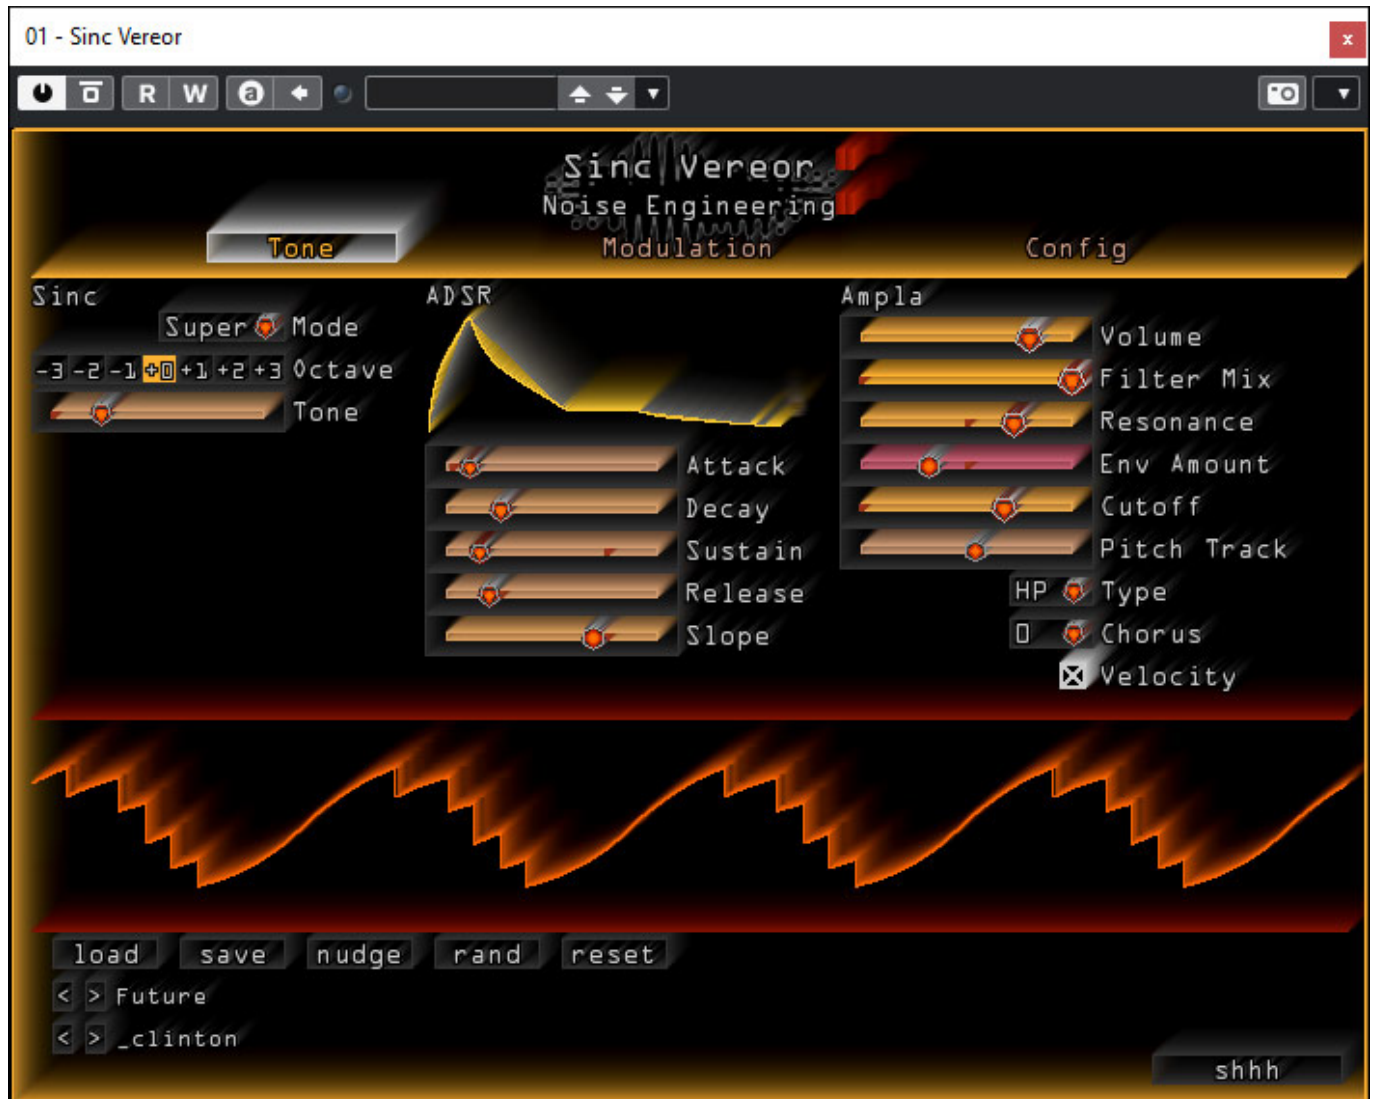 01 - Sinc Vereor
x
R W a
Sinc Vereor
Noise Engineering
Tone Modulation Config
Sinc
Super Mode
-3 -2 -1 +0 +1 +2 +3 Octave
Tone
ADSR
Attack
Decay
Sustain
Release
Slope
Ampla
Volume
Filter Mix
Resonance
Env Amount
Cutoff
Pitch Track
HP Type
0 Chorus
Velocity
load save nudge rand reset
< > Future
< > _clinton
shhh